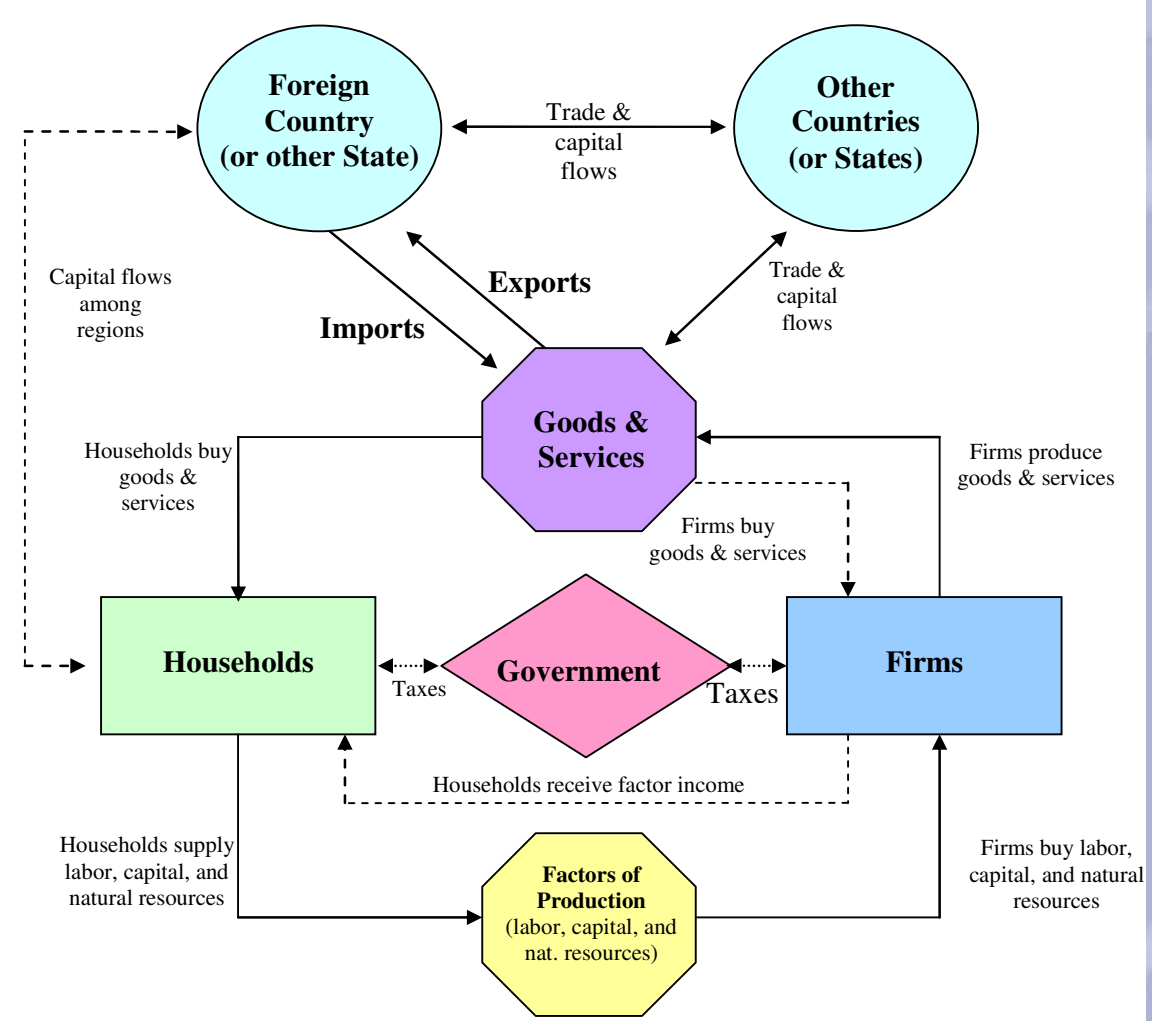 Foreign
Country
(or other State)
Trade &
capital
flows
Other
Countries
(or States)
Capital flows
among
regions
Exports
Imports
Trade &
capital
flows
Goods &
Services
Households buy
goods &
services
Firms produce
goods & services
Firms buy
goods & services
Households
Taxes
Government
Taxes
Firms
Households receive factor income
Households supply
labor, capital, and
natural resources
Factors of
Production
(labor, capital, and
nat. resources)
Firms buy labor,
capital, and natural
resources